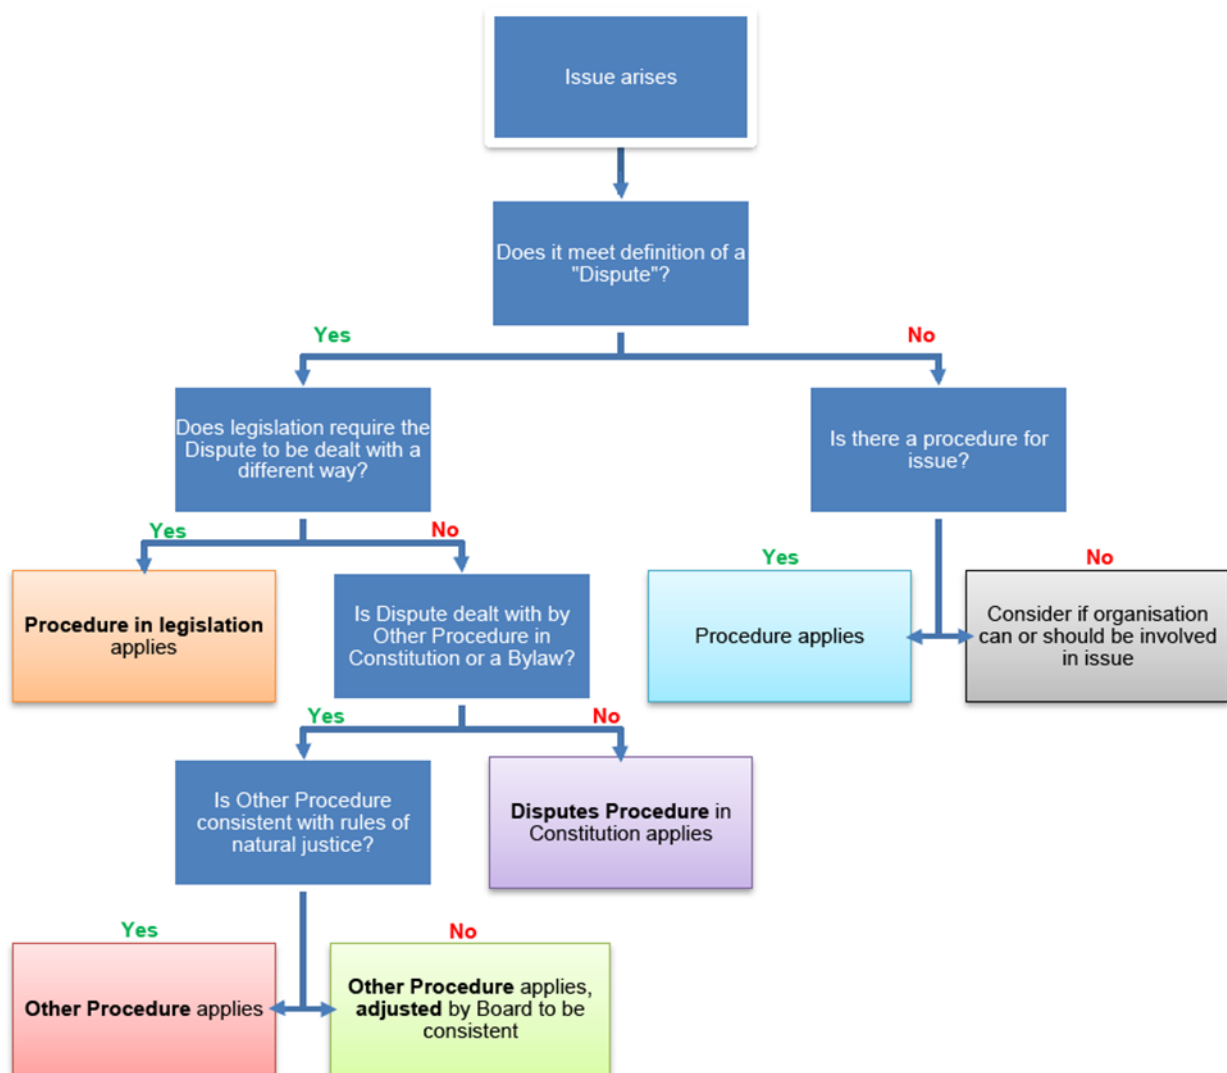 Issue arises
Does it meet definition of a
"Dispute"?
Yes
No
Does legislation require the
Dispute to be dealt with a
different way?
Is there a procedure for
issue?
Yes
No
Yes
No
Procedure in legislation
applies
Is Dispute dealt with by
Other Procedure in
Constitution or a Bylaw?
Procedure applies
Consider if organisation
can or should be involved
in issue
Yes
No
Is Other Procedure
consistent with rules of
natural justice?
Disputes Procedure in
Constitution applies
Yes
No
Other Procedure applies
Other Procedure applies,
adjusted by Board to be
consistent